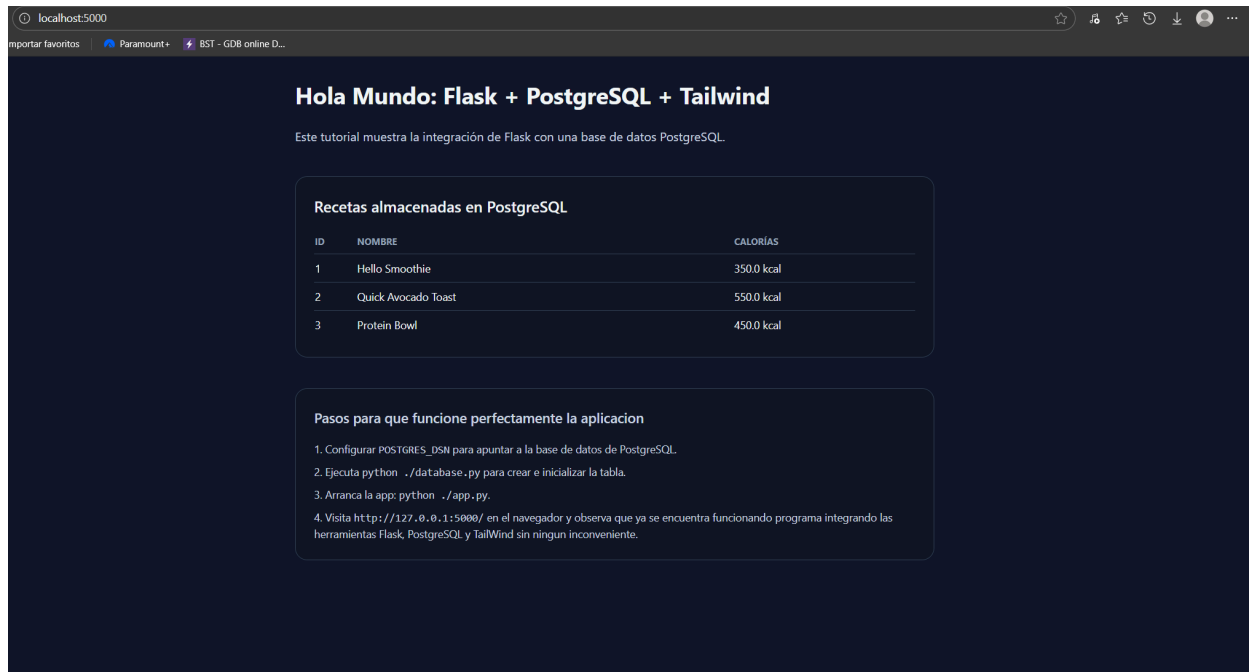 localhost:5000
mportar favoritos
Paramount+
BST - GDB online D...
Hola Mundo: Flask + PostgreSQL + Tailwind
Este tutorial muestra la integración de Flask con una base de datos PostgreSQL.
Recetas almacenadas en PostgreSQL
ID NOMBRE CALORÍAS
1 Hello Smoothie 350.0 kcal
2 Quick Avocado Toast 550.0 kcal
3 Protein Bowl 450.0 kcal
Pasos para que funcione perfectamente la aplicacion
1. Configurar POSTGRES_DSN para apuntar a la base de datos de PostgreSQL.
2. Ejecuta python ./database.py para crear e inicializar la tabla.
3. Arranca la app: python ./app.py.
4. Visita http://127.0.0.1:5000/ en el navegador y observa que ya se encuentra funcionando programa integrando las
herramientas Flask, PostgreSQL y TailWind sin ningun inconveniente.